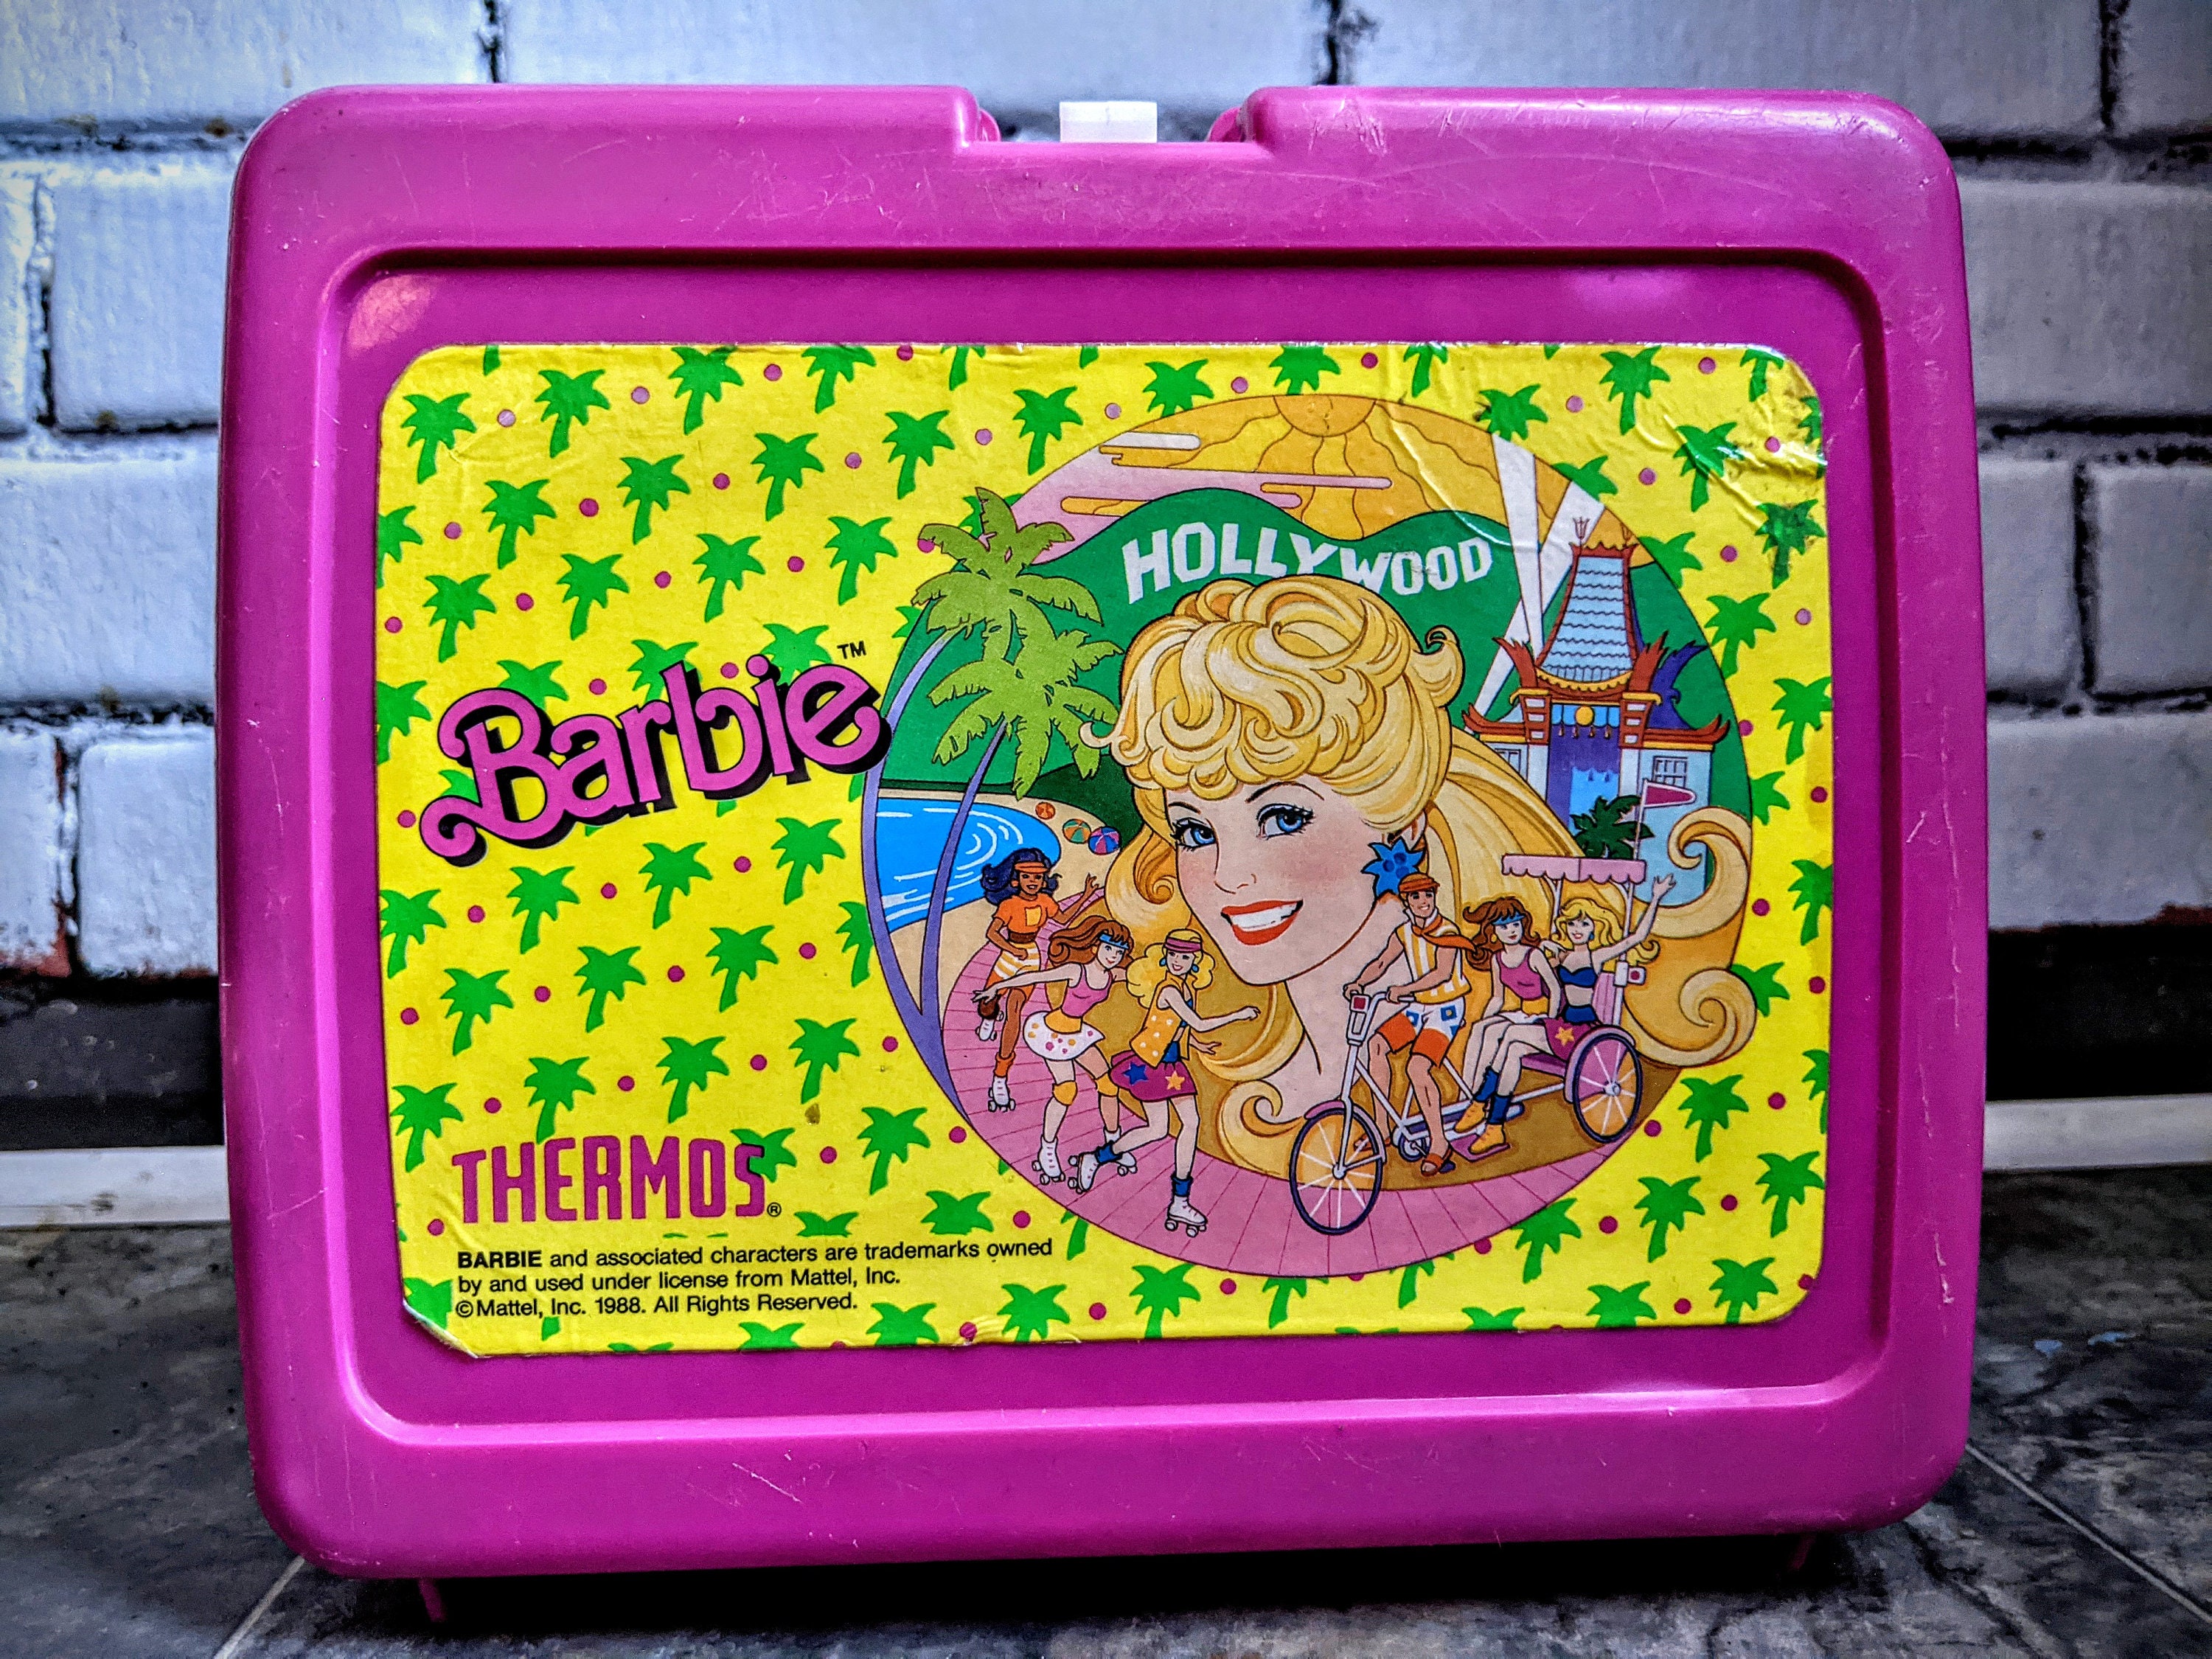 HOLLYWOOD
Barbie™
THERMOS®
BARBIE and associated characters are trademarks owned
by and used under license from Mattel, Inc.
©Mattel, Inc. 1988. All Rights Reserved.